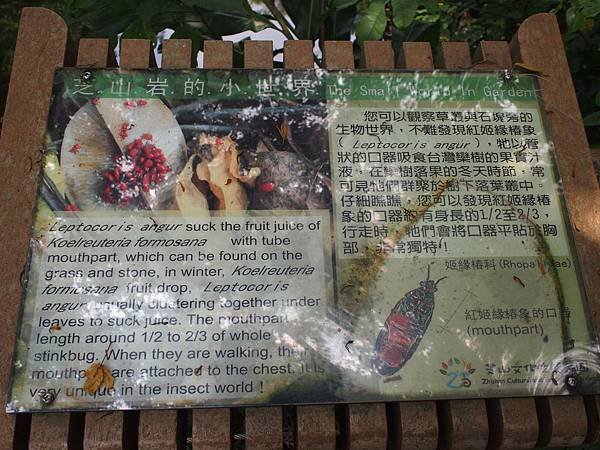 芝山岩的小世界 The Small World In Garden
您可以觀察草叢與石塊旁的
生物世界，不難發現紅姬緣椿象
（Leptocoris angur），牠以管
狀的口器吸食台灣欒樹的果實汁
液，在欒樹落果的冬天時節，常
可見牠們群聚於樹下落葉叢中。
仔細瞧瞧，您可以發現紅姬緣椿
象的口器約有身長的1/2至2/3，
行走時，牠們會將口器平貼於胸
部，非常獨特！
Leptocoris angur suck the fruit juice of
Koelreuteria formosana with tube
mouthpart, which can be found on the
grass and stone, in winter, Koelreuteria
formosana fruit drop, Leptocoris
angur usually clustering together under
leaves to suck juice. The mouthpart
length around 1/2 to 2/3 of whole
stinkbug. When they are walking, their
mouthpart are attached to the chest. It is
very unique in the insect world !
姬緣椿科
紅姬緣椿象的口器
(mouthpart)
芝山文化
Zhishan Cultural